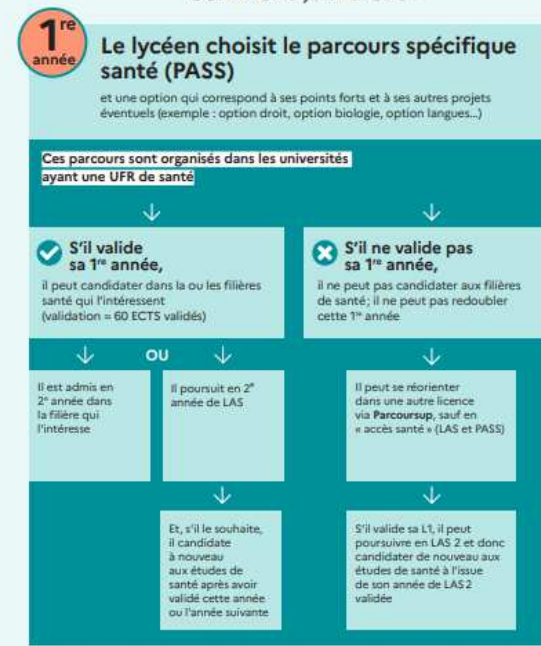 1re
année
Le lycéen choisit le parcours spécifique
santé (PASS)
et une option qui correspond à ses points forts et à ses autres projets
éventuels (exemple : option droit, option biologie, option langues...)
Ces parcours sont organisés dans les universités
ayant une UFR de santé
S'il valide
sa 1re année,
il peut candidater dans la ou les filières
santé qui l'intéressent
(validation = 60 ECTS validés)
S'il ne valide pas
sa 1re année,
il ne peut pas candidater aux filières
de santé; il ne peut pas redoubler
cette 1re année
OU
Il est admis en
2e année dans
la filière qui
l'intéresse
Il poursuit en 2e
année de LAS
Il peut se réorienter
dans une autre licence
via Parcoursup, sauf en
« accès santé » (LAS et PASS)
Et, s'il le souhaite,
il candidate
à nouveau
aux études de
santé après avoir
validé cette année
ou l'année suivante
S'il valide sa L1, il peut
poursuivre en LAS 2 et donc
candidater de nouveau aux
études de santé à l'issue
de son année de LAS 2
validée